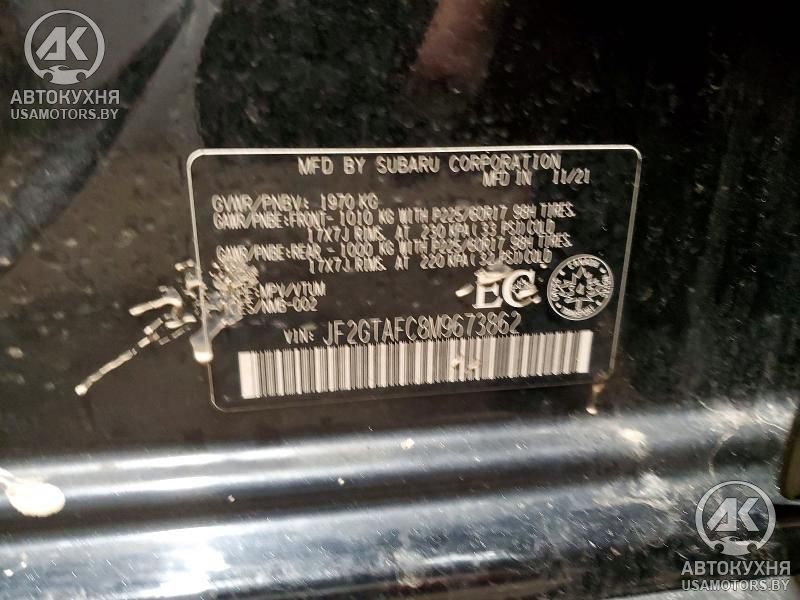 АК
АВТОКУХНЯ
USAMOTORS.BY
MFD BY SUBARU CORPORATION
MFD IN 11/21
GVWR/PNBV: 1970 KG
GAWR/PNBE:FRONT- 1010 KG WITH P225/60R17 98H TIRES.
17X7J RIMS. AT 230 KPA(33 PSI)COLD
GAWR/PNBE:REAR - 1000 KG WITH P225/60R17 98H TIRES.
17X7J RIMS. AT 220 KPA(32 PSI)COLD
MPV/VTUM
NMB-002
EC
VIN: JF2GTAFC8M9673862
АК
АВТОКУХНЯ
USAMOTORS.BY